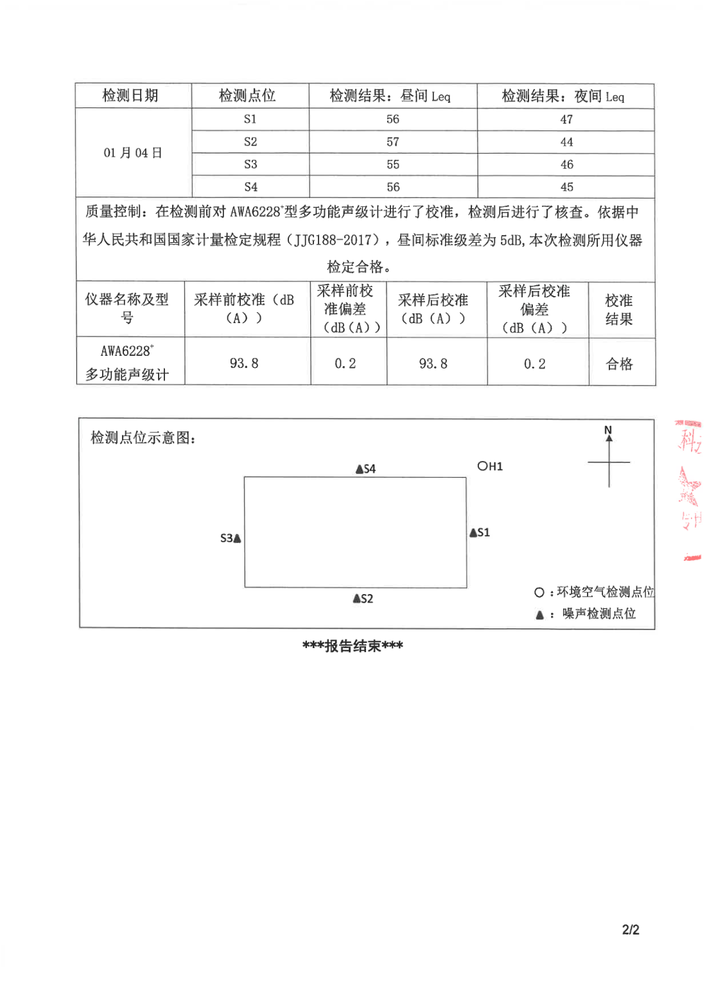 检测日期 检测点位 检测结果：昼间 Leq 检测结果：夜间 Leq
01 月 04 日
S1 56 47
S2 57 44
S3 55 46
S4 56 45
质量控制：在检测前对 AWA6228⁺型多功能声级计进行了校准，检测后进行了核查。依据中
华人民共和国国家计量检定规程（JJG188-2017），昼间标准级差为 5dB,本次检测所用仪器
检定合格。
仪器名称及型
号
采样前校准（dB
（A））
采样前校
准偏差
（dB(A)）
采样后校准
（dB（A））
采样后校准
偏差
（dB（A））
校准
结果
AWA6228⁺
多功能声级计
93.8 0.2 93.8 0.2 合格
检测点位示意图：
N
▲S4
○H1
S3▲
▲S1
▲S2
○：环境空气检测点位
▲：噪声检测点位
***报告结束***
科
2/2